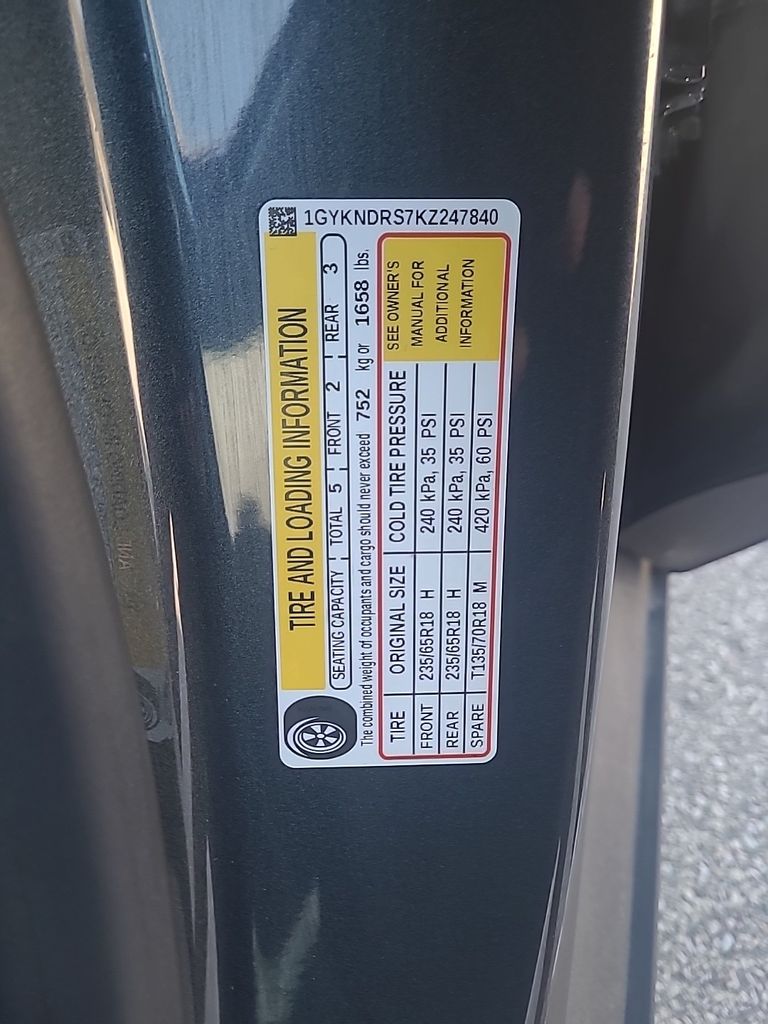 1GYKNDRS7KZ247840
TIRE AND LOADING INFORMATION
SEATING CAPACITY TOTAL 5 FRONT 2 REAR 3
The combined weight of occupants and cargo should never exceed 752 kg or 1658 lbs.
TIRE ORIGINAL SIZE COLD TIRE PRESSURE
FRONT 235/65R18 H 240 kPa, 35 PSI
REAR 235/65R18 H 240 kPa, 35 PSI
SPARE T135/70R18 M 420 kPa, 60 PSI
SEE OWNER'S
MANUAL FOR
ADDITIONAL
INFORMATION